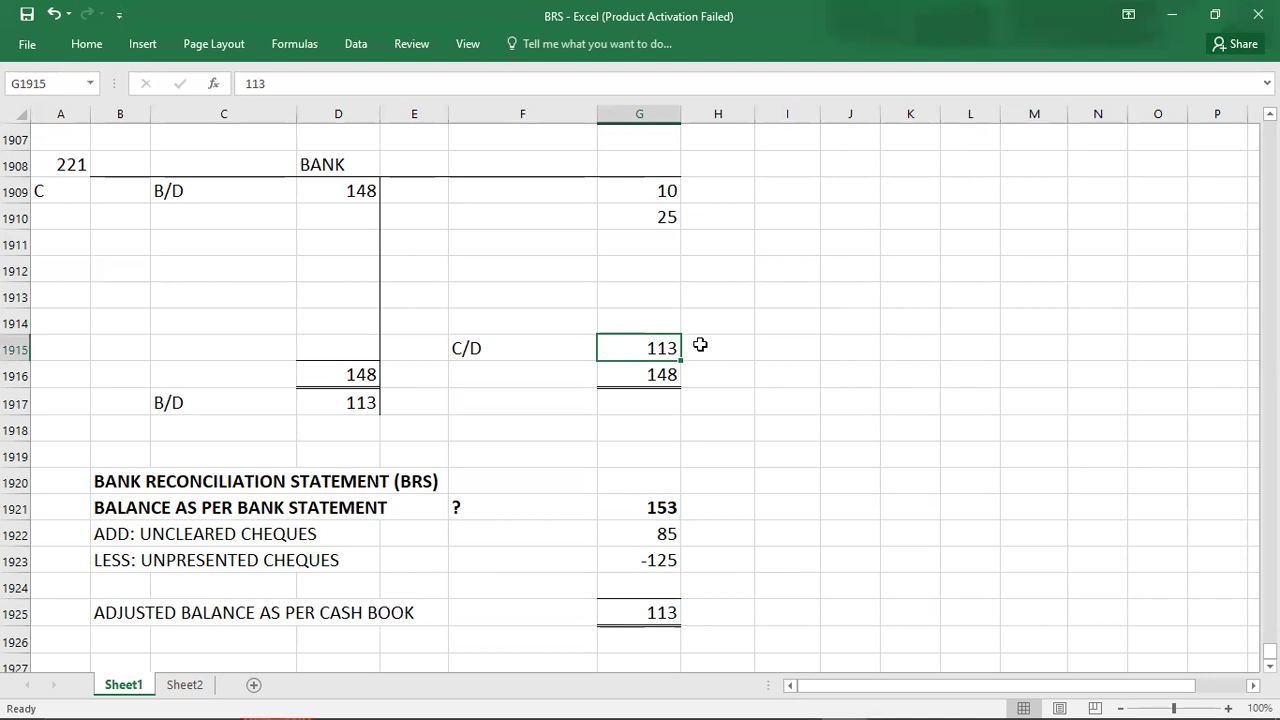 BRS - Excel (Product Activation Failed)
File Home Insert Page Layout Formulas Data Review View Tell me what you want to do... Share
G1915 fx 113
A B C D E F G H I J K L M N O P
1907
1908 221 BANK
1909 C B/D 148 10
1910 25
1911
1912
1913
1914
1915 C/D 113
1916 148 148
1917 B/D 113
1918
1919
1920 BANK RECONCILIATION STATEMENT (BRS)
1921 BALANCE AS PER BANK STATEMENT ? 153
1922 ADD: UNCLEARED CHEQUES 85
1923 LESS: UNPRESENTED CHEQUES -125
1924
1925 ADJUSTED BALANCE AS PER CASH BOOK 113
1926
1927
Sheet1 Sheet2
Ready 100%